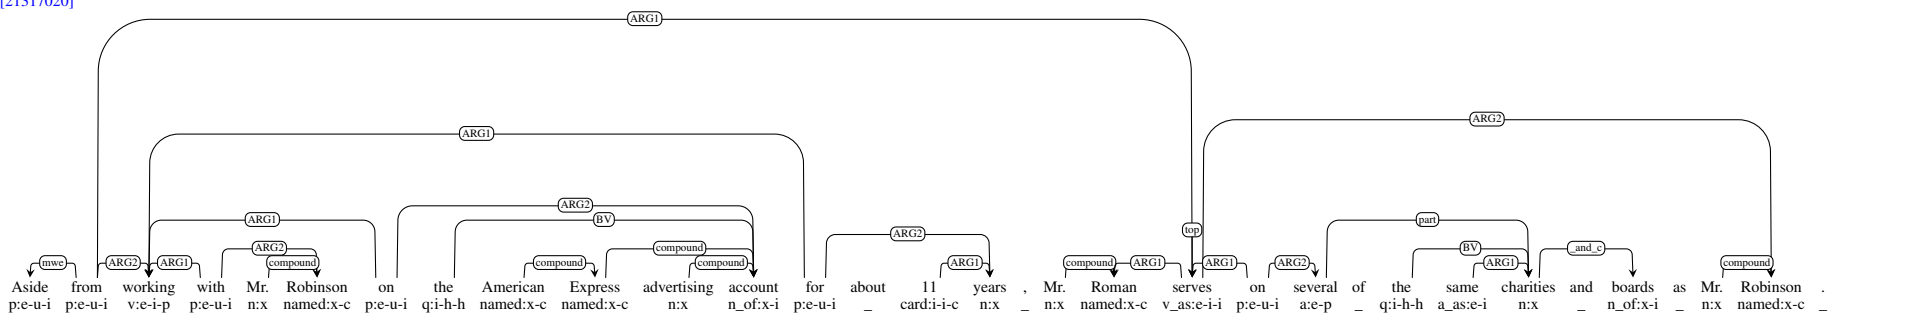 [21317020]
ARG1
ARG2
ARG1
ARG2
ARG1 BV part
top
ARG2 compound ARG2 BV _and_c
mwe ARG2 ARG1 compound compound compound ARG1 compound ARG1 ARG1 ARG2 ARG1 compound
Aside from working with Mr. Robinson on the American Express advertising account for about 11 years , Mr. Roman serves on several of the same charities and boards as Mr. Robinson .
p:e-u-i p:e-u-i v:e-i-p p:e-u-i n:x named:x-c p:e-u-i q:i-h-h named:x-c named:x-c n:x n_of:x-i p:e-u-i _ card:i-i-c n:x _ n:x named:x-c v_as:e-i-i p:e-u-i a:e-p _ q:i-h-h a_as:e-i n:x _ n_of:x-i _ n:x named:x-c _